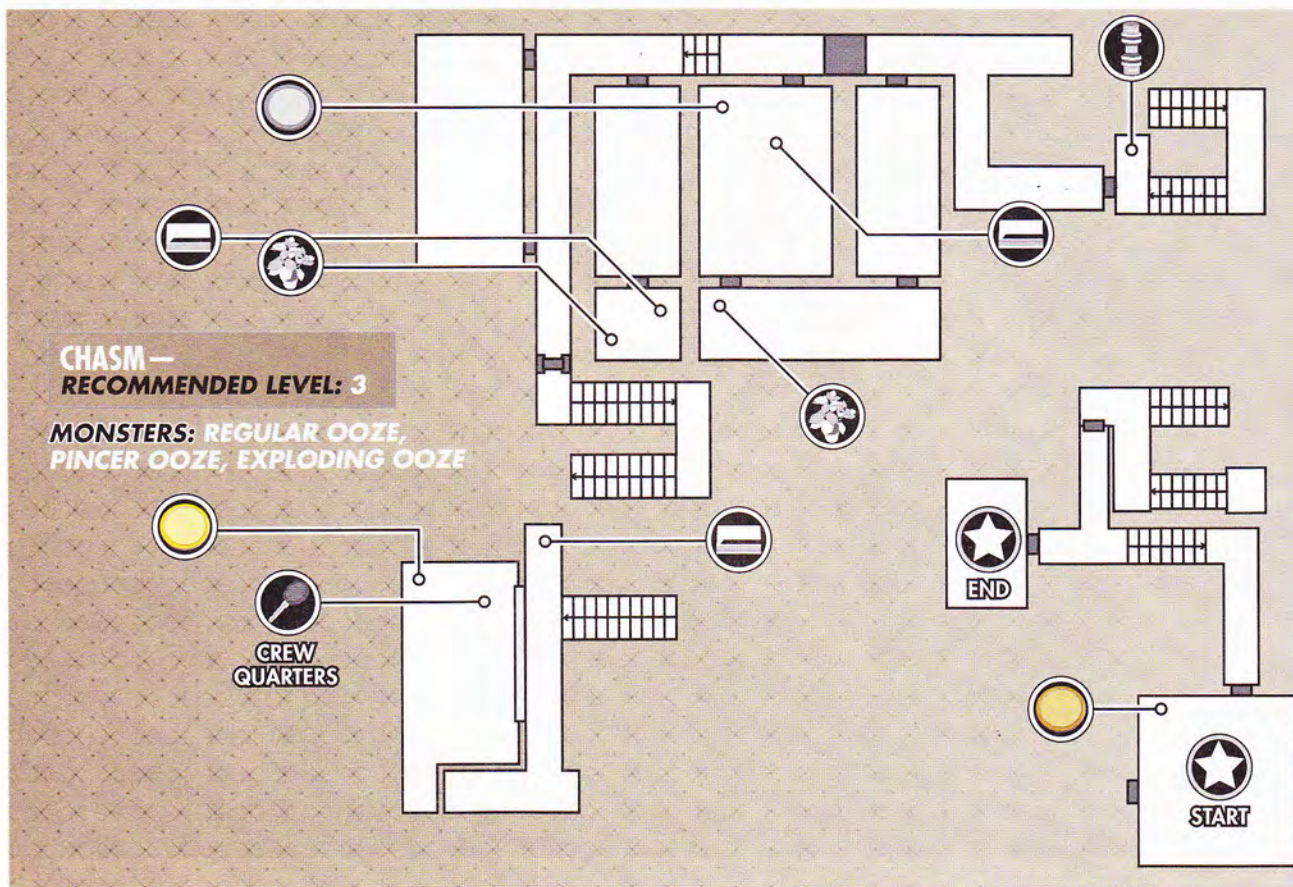 CHASM—
RECOMMENDED LEVEL: 3
MONSTERS: REGULAR OOZE,
PINCER OOZE, EXPLODING OOZE
CREW
QUARTERS
END
START